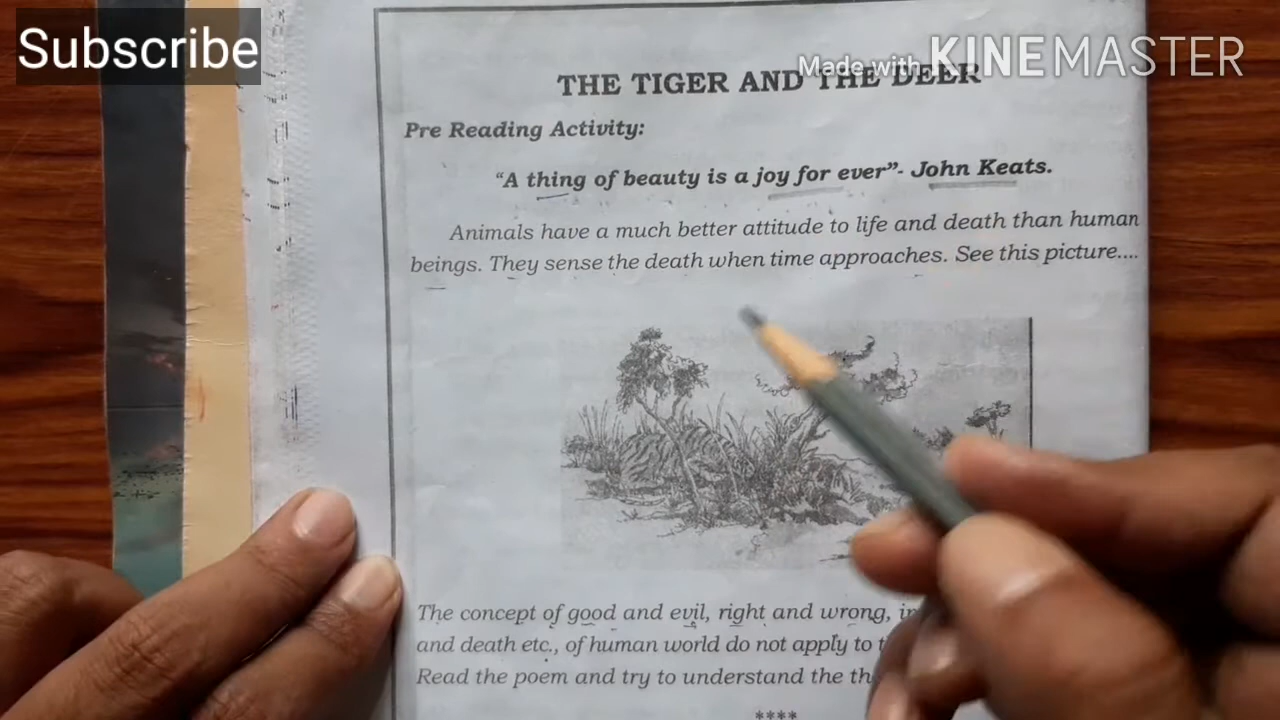 Subscribe
Made with KINEMASTER
THE TIGER AND THE DEER
Pre Reading Activity:
“A thing of beauty is a joy for ever”- John Keats.
Animals have a much better attitude to life and death than human
beings. They sense the death when time approaches. See this picture....
The concept of good and evil, right and wrong,
and death etc., of human world do not apply to
Read the poem and try to understand the
****